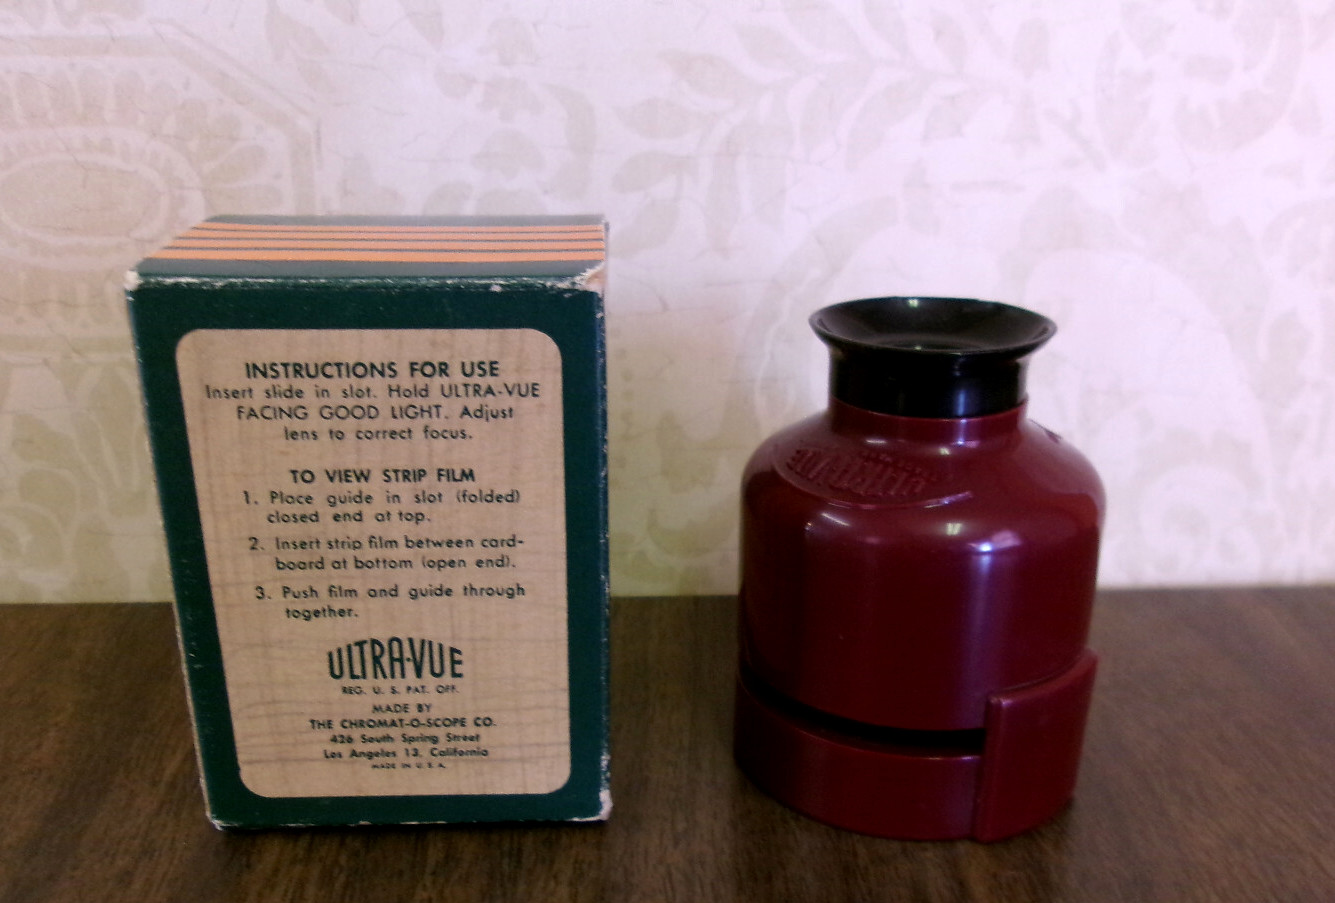 INSTRUCTIONS FOR USE
Insert slide in slot. Hold ULTRA-VUE
FACING GOOD LIGHT. Adjust
lens to correct focus.
TO VIEW STRIP FILM
1. Place guide in slot (folded)
closed end at top.
2. Insert strip film between card-
board at bottom (open end).
3. Push film and guide through
together.
ULTRA-VUE
REG. U. S. PAT. OFF.
MADE BY
THE CHROMAT-O-SCOPE CO.
426 South Spring Street
Los Angeles 13, California
MADE IN U.S.A.
ULTRA-VUE